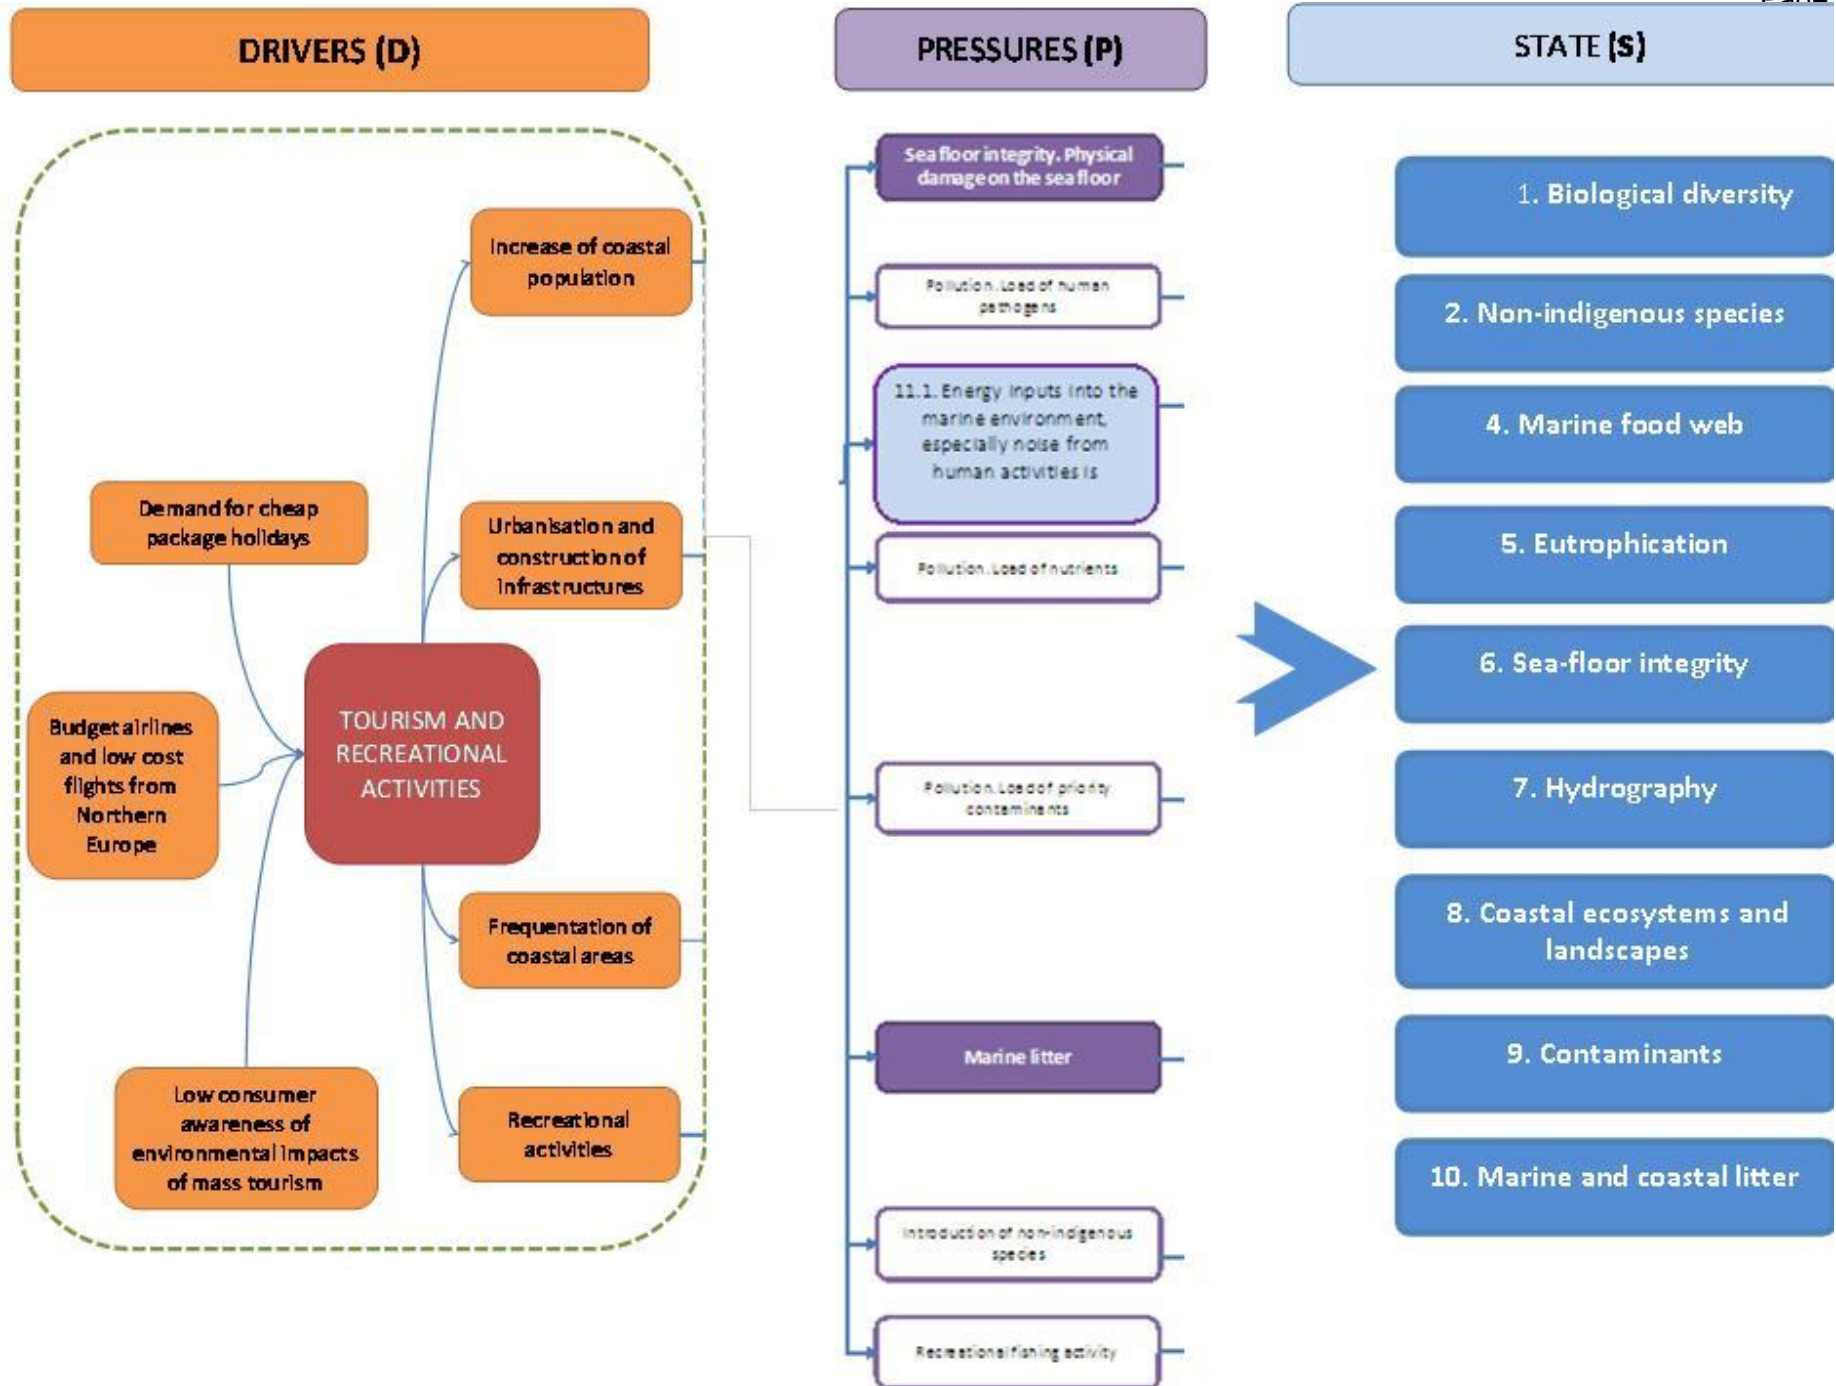 DRIVERS (D)
PRESSURES (P)
STATE (S)
Increase of coastal
population
Urbanisation and
construction of
infrastructures
Demand for cheap
package holidays
TOURISM AND
RECREATIONAL
ACTIVITIES
Budget airlines
and low cost
flights from
Northern
Europe
Frequentation of
coastal areas
Low consumer
awareness of
environmental impacts
of mass tourism
Recreational
activities
Sea floor integrity. Physical
damage on the sea floor
Pollution. Load of human
pathogens
11.1. Energy inputs into the
marine environment,
especially noise from
human activities is
Pollution. Load of nutrients
Pollution. Load of priority
contaminants
Marine litter
Introduction of non-indigenous
species
Recreational fishing activity
1. Biological diversity
2. Non-indigenous species
4. Marine food web
5. Eutrophication
6. Sea-floor integrity
7. Hydrography
8. Coastal ecosystems and
landscapes
9. Contaminants
10. Marine and coastal litter